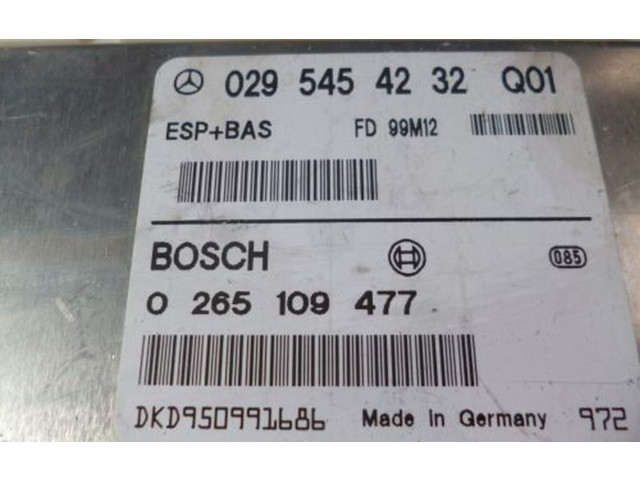 029 545 42 32 Q01
ESP+BAS FD 99M12
BOSCH 085
0 265 109 477
DKD950991686 Made in Germany 972